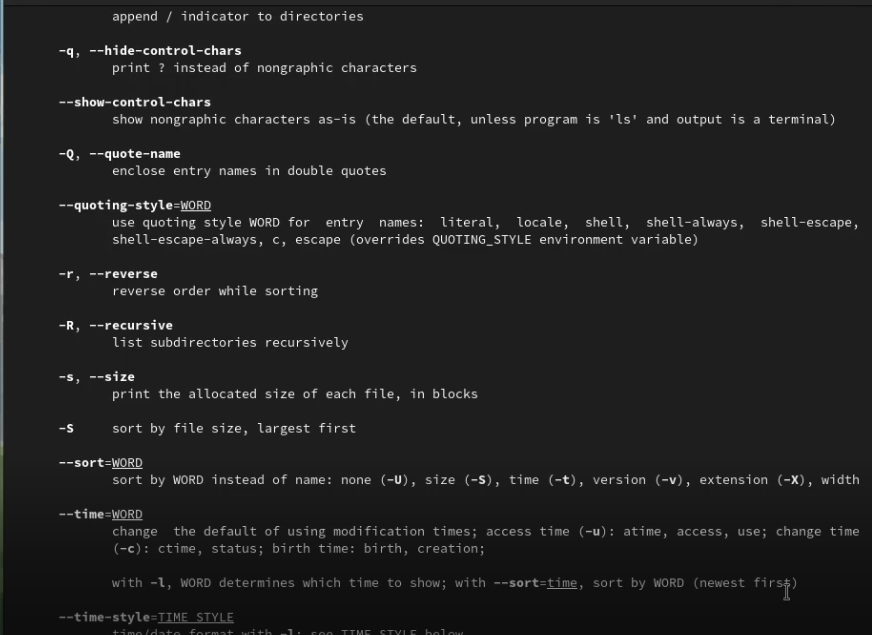 append / indicator to directories
-q, --hide-control-chars
print ? instead of nongraphic characters
--show-control-chars
show nongraphic characters as-is (the default, unless program is 'ls' and output is a terminal)
-Q, --quote-name
enclose entry names in double quotes
--quoting-style=WORD
use quoting style WORD for entry names: literal, locale, shell, shell-always, shell-escape,
shell-escape-always, c, escape (overrides QUOTING_STYLE environment variable)
-r, --reverse
reverse order while sorting
-R, --recursive
list subdirectories recursively
-s, --size
print the allocated size of each file, in blocks
-S sort by file size, largest first
--sort=WORD
sort by WORD instead of name: none (-U), size (-S), time (-t), version (-v), extension (-X), width
--time=WORD
change the default of using modification times; access time (-u): atime, access, use; change time
(-c): ctime, status; birth time: birth, creation;
with -l, WORD determines which time to show; with --sort=time, sort by WORD (newest first)
--time-style=TIME_STYLE
time/date format with -l; see TIME_STYLE below